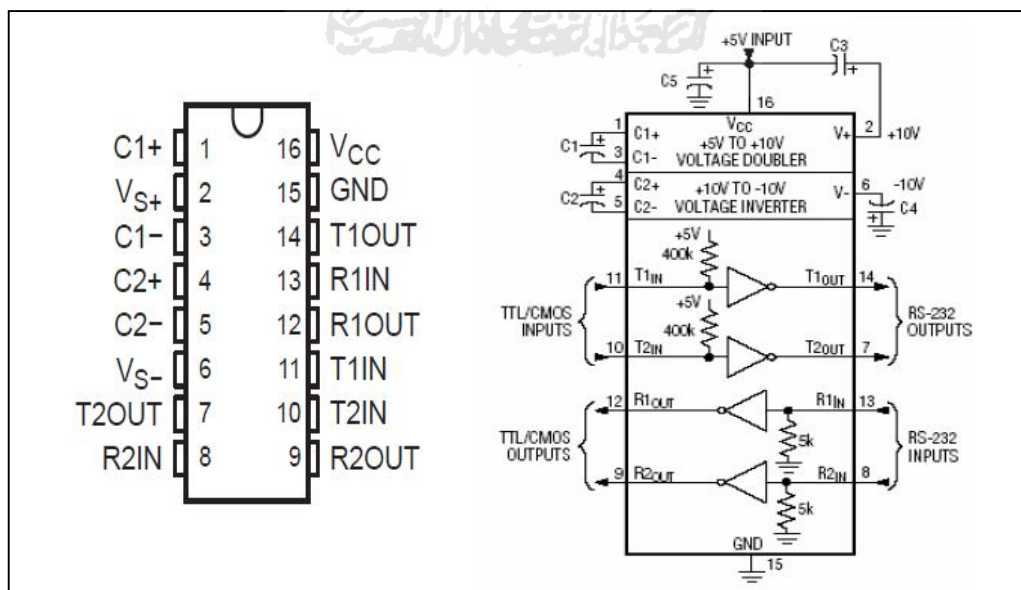 C1+ 1 16 VCC
VS+ 2 15 GND
C1− 3 14 T1OUT
C2+ 4 13 R1IN
C2− 5 12 R1OUT
VS− 6 11 T1IN
T2OUT 7 10 T2IN
R2IN 8 9 R2OUT
+5V INPUT
C3
+
+
C5
16
1
C1+
VCC
V+
2
+10V
+
C1
+5V TO +10V
3
C1-
VOLTAGE DOUBLER
4
C2+
+10V TO -10V
V-
6
-10V
+
C2
5
C2-
VOLTAGE INVERTER
+
C4
+5V
400k
11
T1IN
T1OUT
14
TTL/CMOS
INPUTS
+5V
400k
RS-232
OUTPUTS
10
T2IN
T2OUT
7
12
R1OUT
R1IN
13
TTL/CMOS
OUTPUTS
5k
RS-232
INPUTS
9
R2OUT
R2IN
8
5k
GND
15